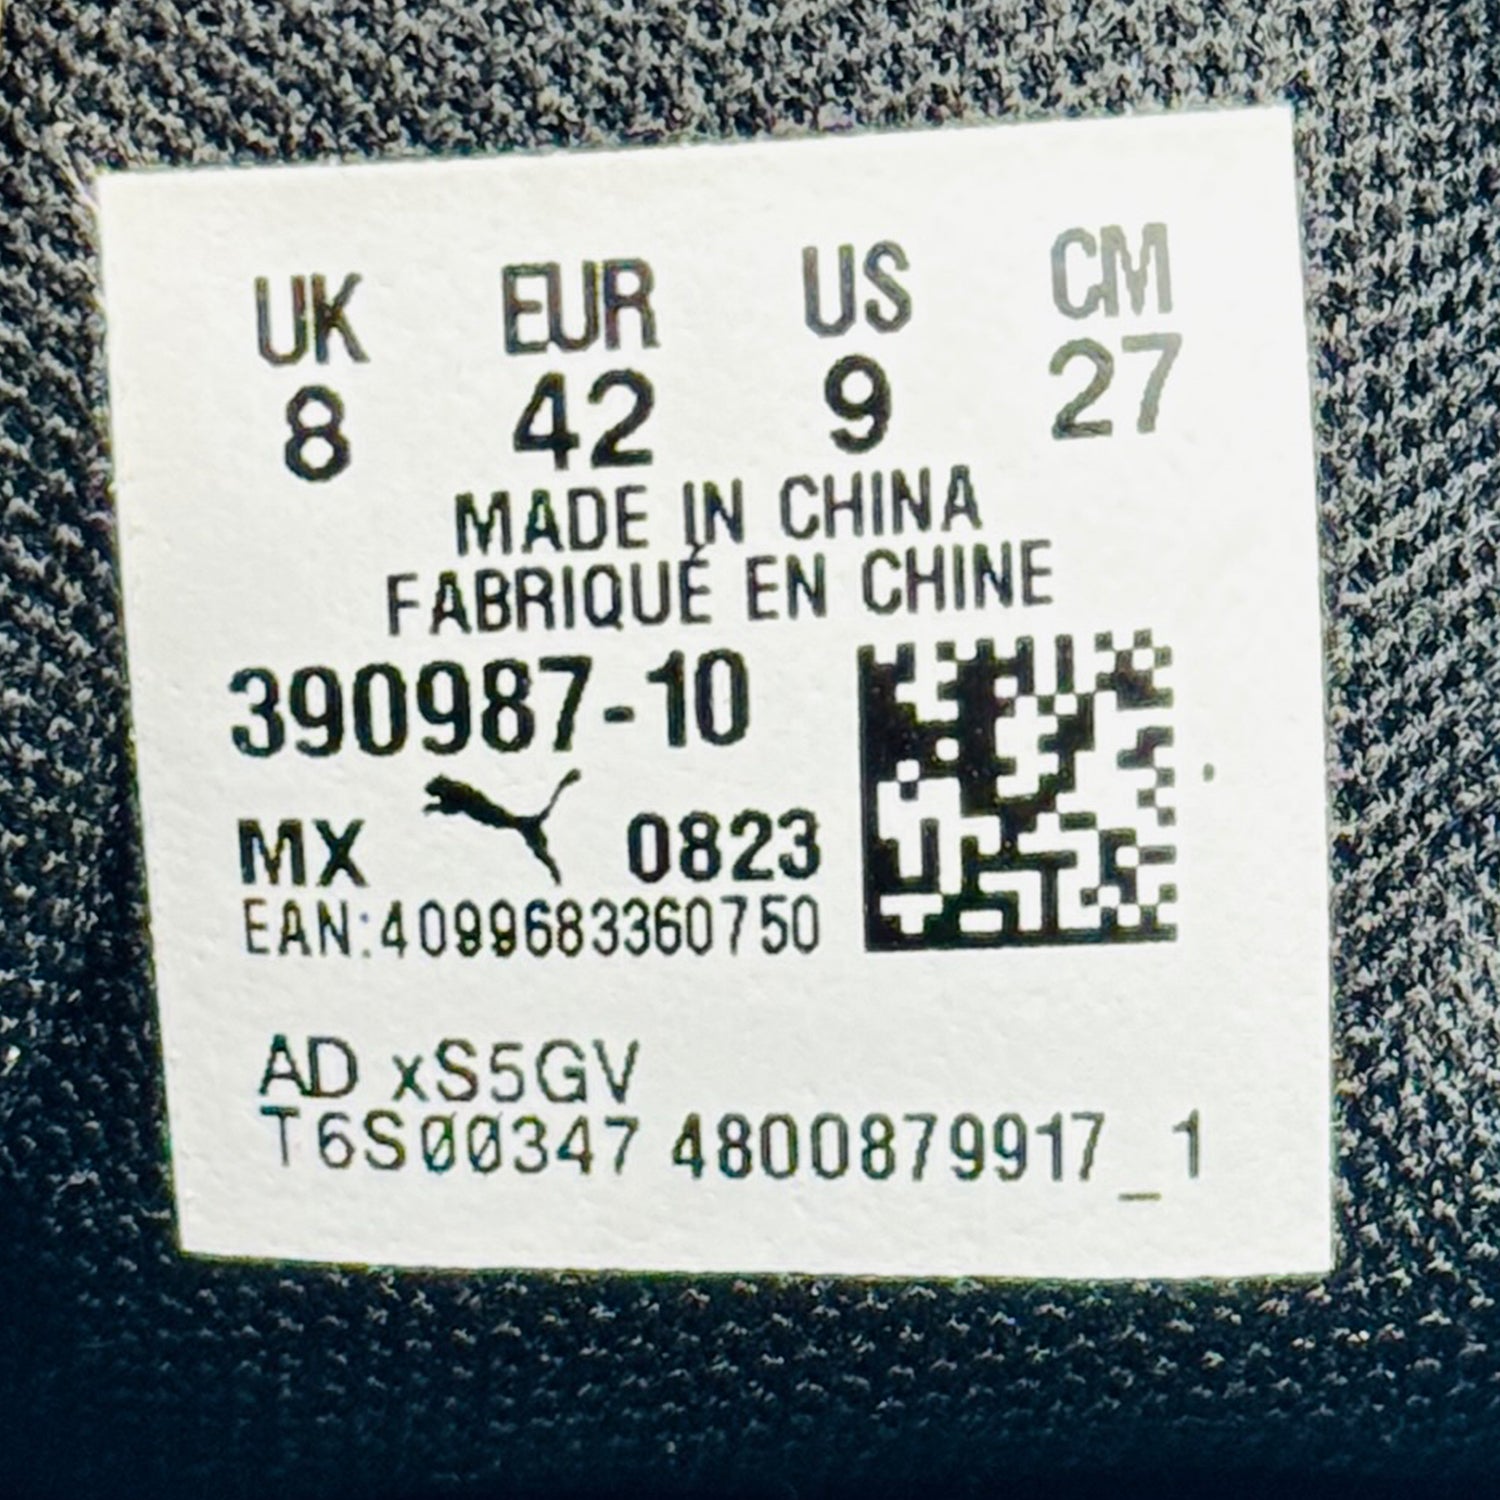 UK EUR US CM
8 42 9 27
MADE IN CHINA
FABRIQUÉ EN CHINE
390987-10
MX 0823
EAN:4099683360750
AD xS5GV
T6S00347 4800879917_1